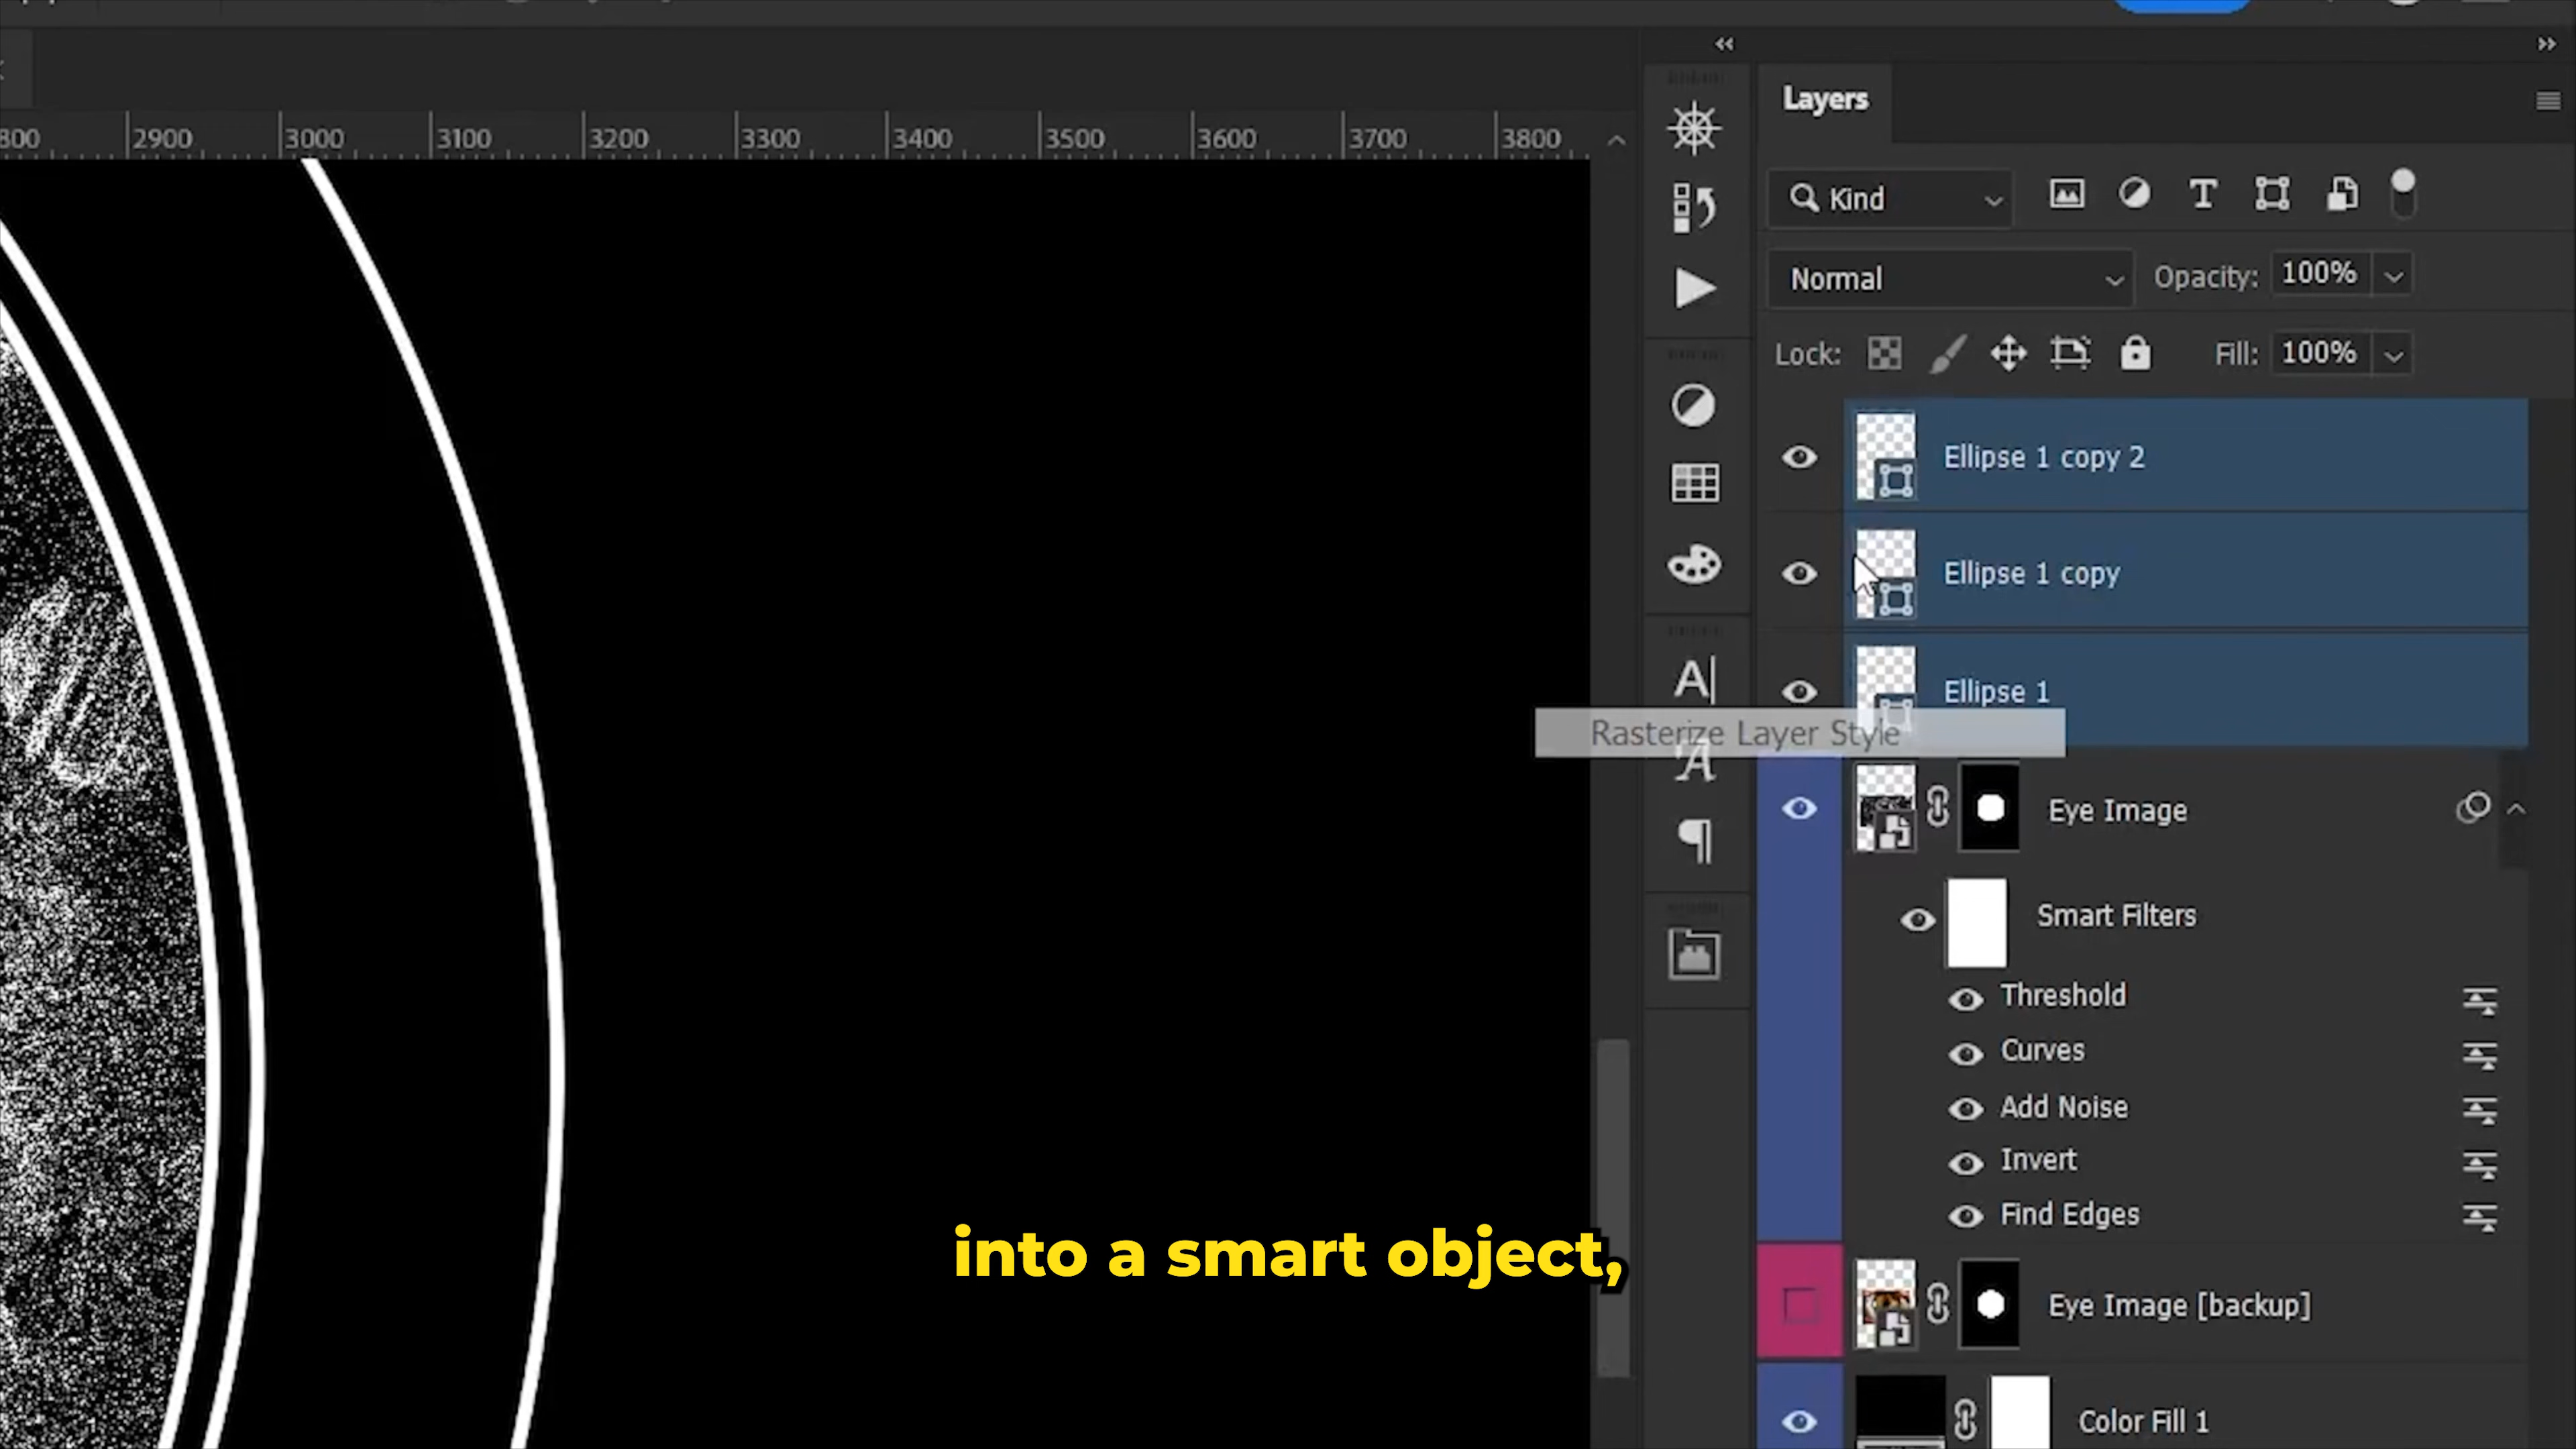 Layers
800 2900 3000 3100 3200 3300 3400 3500 3600 3700 3800
Kind
Normal Opacity: 100%
Lock: Fill: 100%
Ellipse 1 copy 2
Ellipse 1 copy
Ellipse 1
Rasterize Layer Style
Eye Image
Smart Filters
Threshold
Curves
Add Noise
Invert
Find Edges
into a smart object,
Eye Image [backup]
Color Fill 1